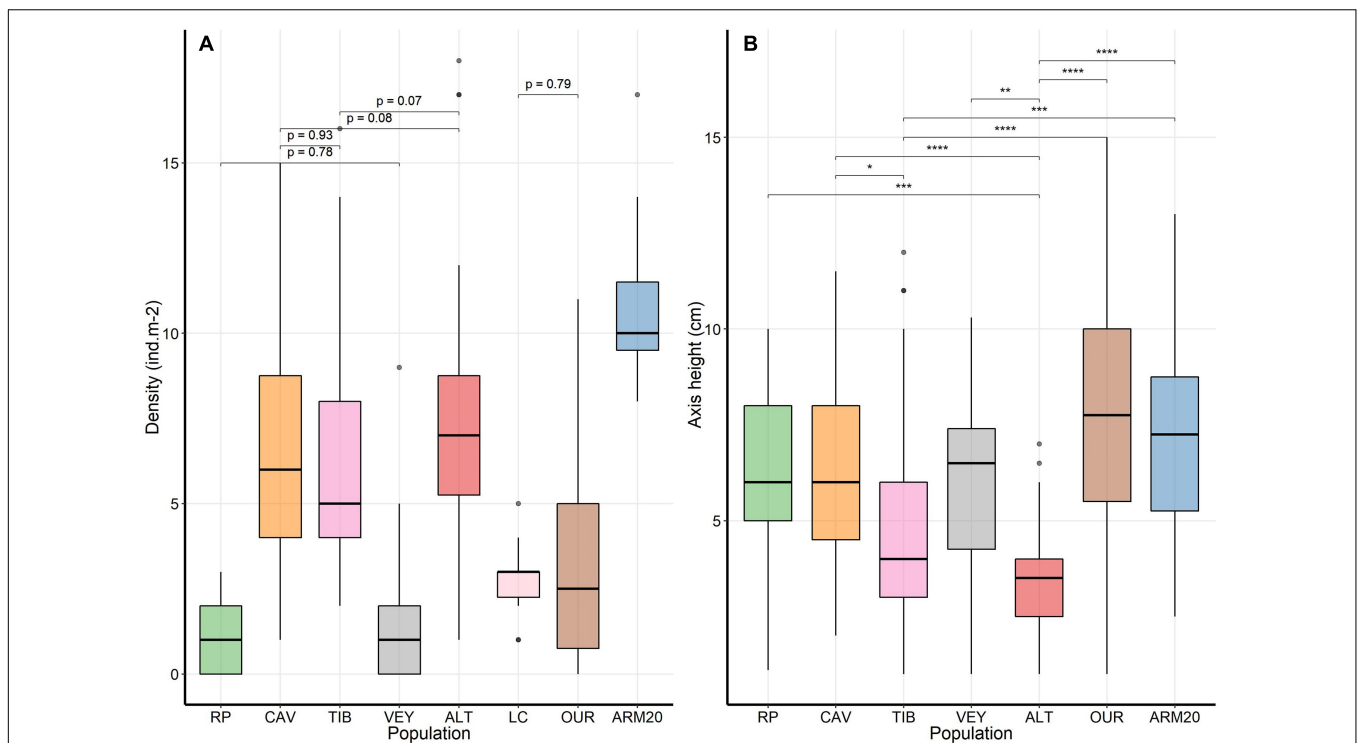 A
p = 0.79
p = 0.07
p = 0.08
p = 0.93
p = 0.78
Density (ind.m-2)
15
10
5
0
RP CAV TIB VEY ALT LC OUR ARM20
Population
B
****
****
**
***
****
****
*
***
Axis height (cm)
15
10
5
RP CAV TIB VEY ALT OUR ARM20
Population